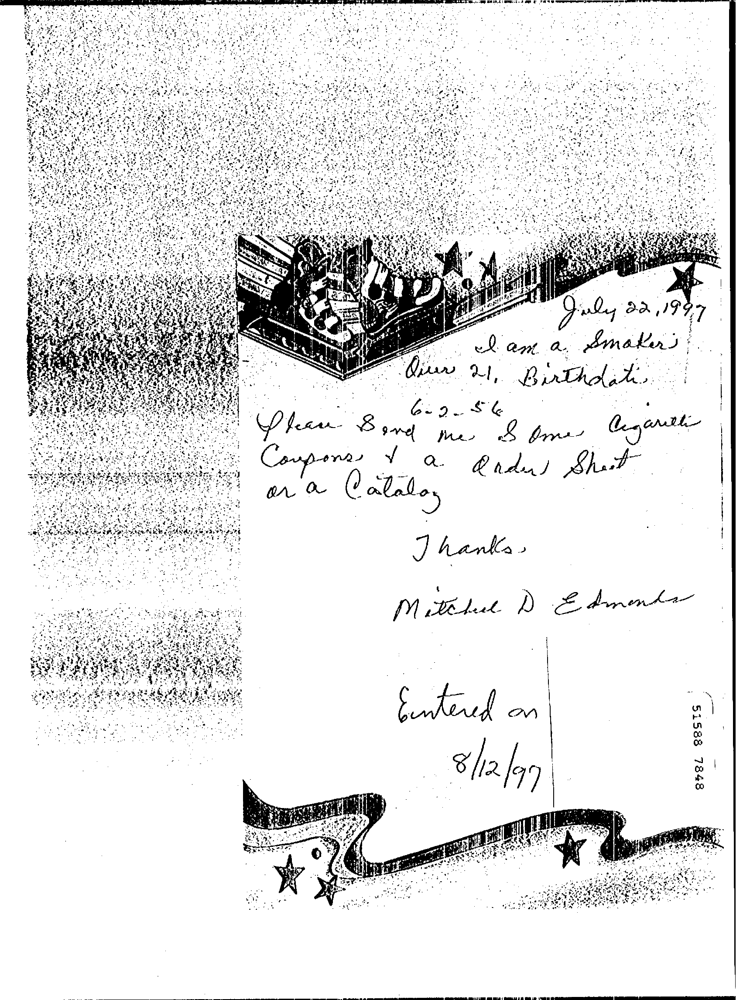 July 22, 1997
I am a Smoker
Over 21. Birthdate
6-2-56
Please Send me Some Cigarette
Coupons & a Order Sheet
or a Catalog
Thanks.
Mitchell D Edmonds
Entered on
8/12/97
51588 7848